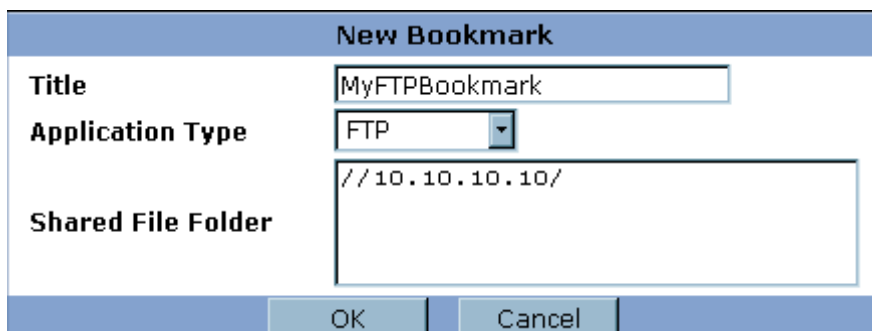 New Bookmark
Title MyFTPBookmark
Application Type FTP
Shared File Folder //10.10.10.10/
OK Cancel